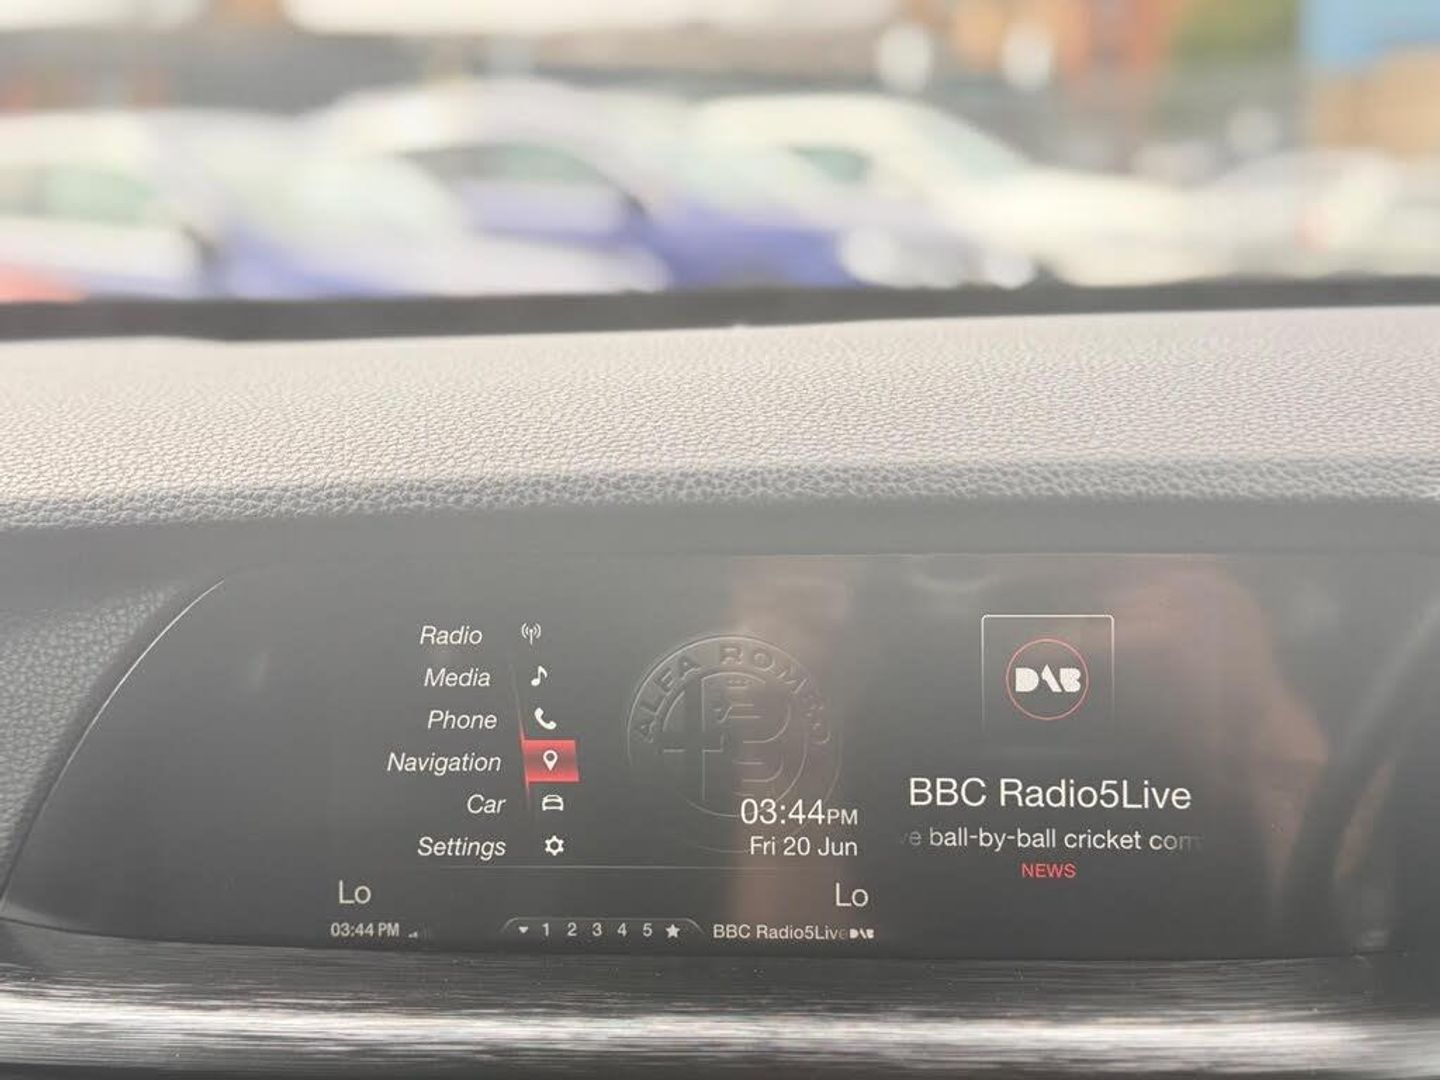 Radio
Media
Phone
Navigation
Car
Settings
ALFA ROMEO
03:44PM
Fri 20 Jun
DAB
BBC Radio5Live
e ball-by-ball cricket com
NEWS
Lo
Lo
03:44 PM
1 2 3 4 5
BBC Radio5Live DAB